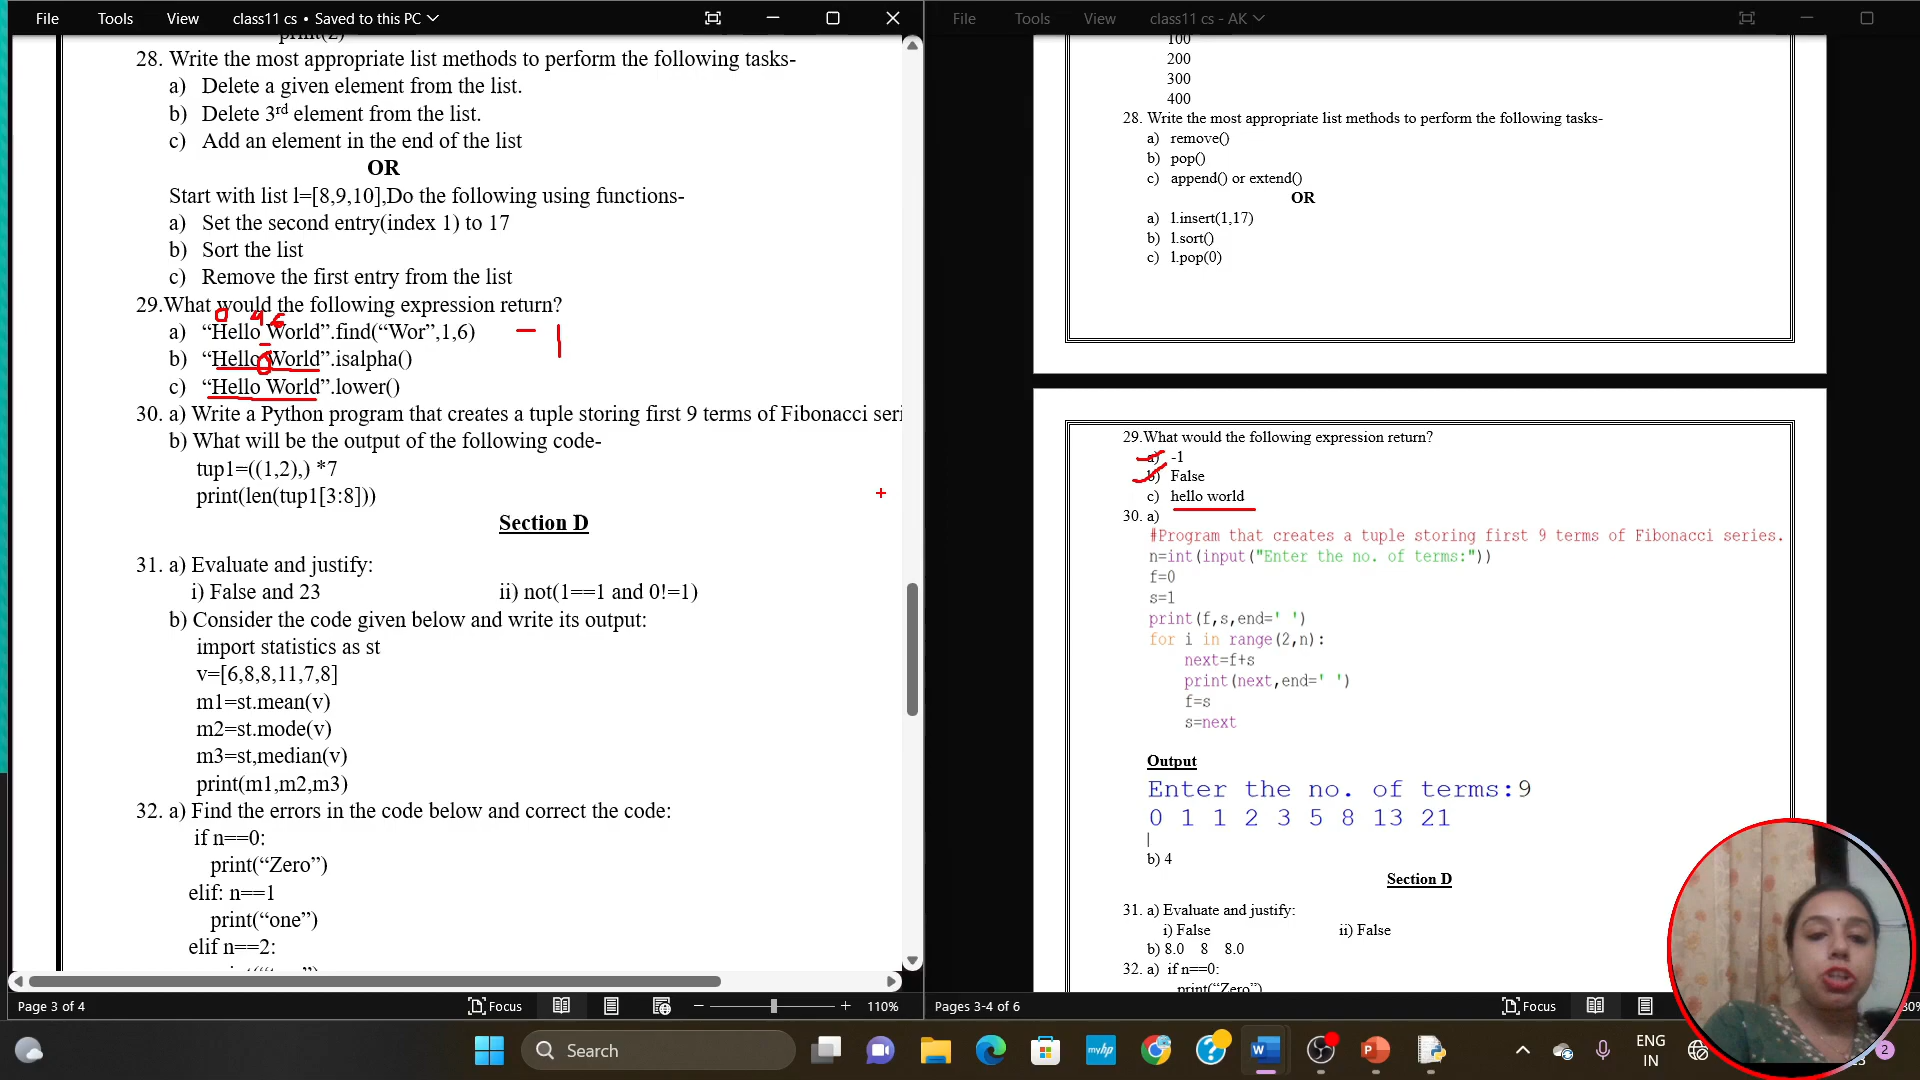 File Tools View class11 cs • Saved to this PC
print(2)
28. Write the most appropriate list methods to perform the following tasks-
a) Delete a given element from the list.
b) Delete 3rd element from the list.
c) Add an element in the end of the list
OR
Start with list l=[8,9,10],Do the following using functions-
a) Set the second entry(index 1) to 17
b) Sort the list
c) Remove the first entry from the list
29.What would the following expression return?
0 4 6
a) “Hello World”.find(“Wor”,1,6) - 1
b) “Hello World”.isalpha()
c) “Hello World”.lower()
30. a) Write a Python program that creates a tuple storing first 9 terms of Fibonacci seri
b) What will be the output of the following code-
tup1=((1,2),) *7
print(len(tup1[3:8]))
Section D
31. a) Evaluate and justify:
i) False and 23 ii) not(1==1 and 0!=1)
b) Consider the code given below and write its output:
import statistics as st
v=[6,8,8,11,7,8]
m1=st.mean(v)
m2=st.mode(v)
m3=st,median(v)
print(m1,m2,m3)
32. a) Find the errors in the code below and correct the code:
if n==0:
print(“Zero”)
elif: n==1
print(“one”)
elif n==2:
Page 3 of 4 Focus 110%
File Tools View class11 cs - AK
100
200
300
400
28. Write the most appropriate list methods to perform the following tasks-
a) remove()
b) pop()
c) append() or extend()
OR
a) l.insert(1,17)
b) l.sort()
c) l.pop(0)
29.What would the following expression return?
a) -1
b) False
c) hello world
30. a)
#Program that creates a tuple storing first 9 terms of Fibonacci series.
n=int(input("Enter the no. of terms:"))
f=0
s=1
print(f,s,end=' ')
for i in range(2,n):
next=f+s
print(next,end=' ')
f=s
s=next
Output
Enter the no. of terms:9
0 1 1 2 3 5 8 13 21
b) 4
Section D
31. a) Evaluate and justify:
i) False ii) False
b) 8.0 8 8.0
32. a) if n==0:
print("Zero")
Pages 3-4 of 6 Focus
Search
myhp
ENG
IN
2